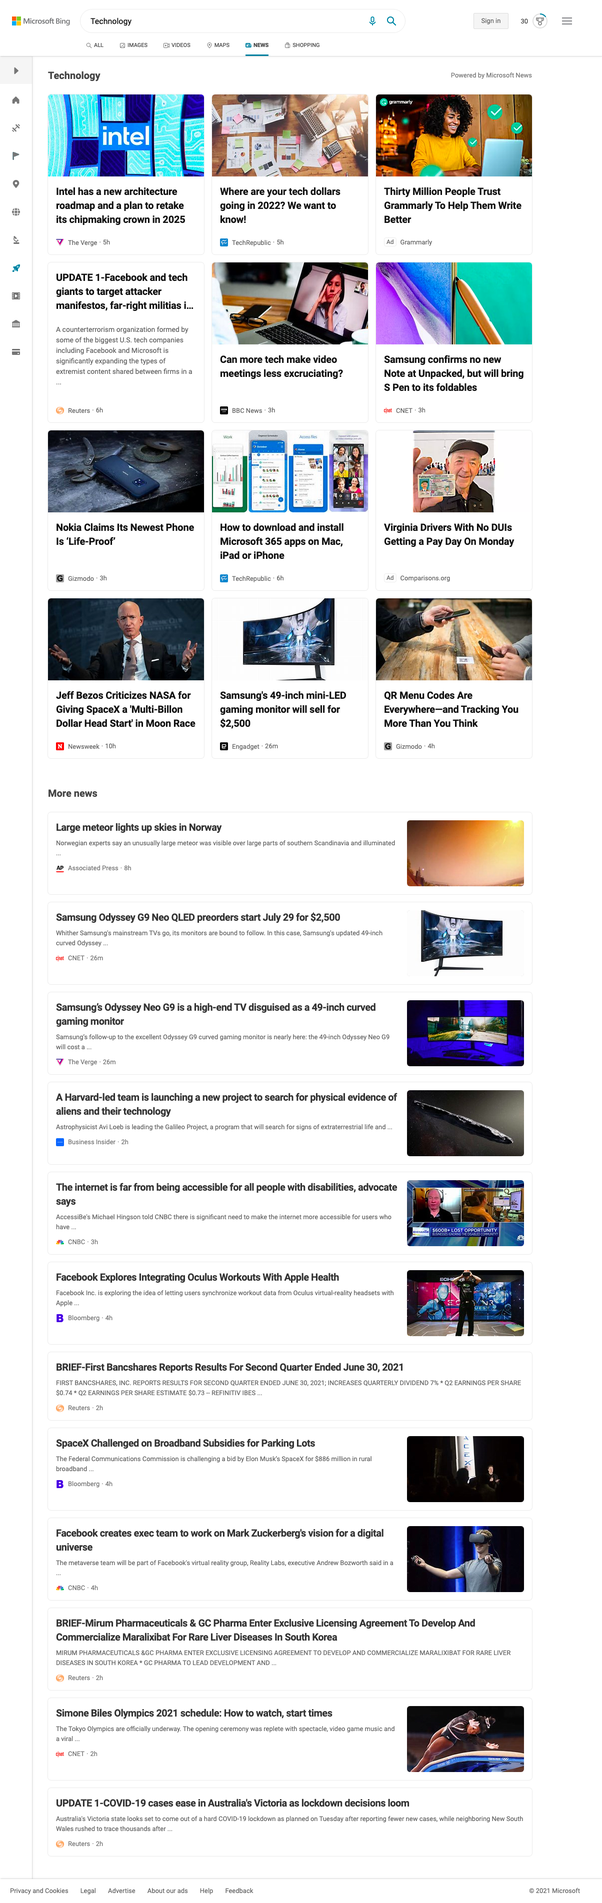 Microsoft Bing
Technology
Sign in
30
ALL
IMAGES
VIDEOS
MAPS
NEWS
SHOPPING
Technology
Powered by Microsoft News
intel
Intel has a new architecture
roadmap and a plan to retake
its chipmaking crown in 2025
The Verge · 5h
Where are your tech dollars
going in 2022? We want to
know!
TechRepublic · 5h
grammarly
Thirty Million People Trust
Grammarly To Help Them Write
Better
Ad Grammarly
UPDATE 1-Facebook and tech
giants to target attacker
manifestos, far-right militias i...
A counterterrorism organization formed by
some of the biggest U.S. tech companies
including Facebook and Microsoft is
significantly expanding the types of
extremist content shared between firms in a
...
Reuters · 6h
Can more tech make video
meetings less excruciating?
BBC News · 3h
Samsung confirms no new
Note at Unpacked, but will bring
S Pen to its foldables
CNET · 3h
Nokia Claims Its Newest Phone
Is ‘Life-Proof’
Gizmodo · 3h
How to download and install
Microsoft 365 apps on Mac,
iPad or iPhone
TechRepublic · 6h
Virginia Drivers With No DUIs
Getting a Pay Day On Monday
Ad Comparisons.org
Jeff Bezos Criticizes NASA for
Giving SpaceX a 'Multi-Billon
Dollar Head Start' in Moon Race
Newsweek · 10h
Samsung's 49-inch mini-LED
gaming monitor will sell for
$2,500
Engadget · 26m
QR Menu Codes Are
Everywhere—and Tracking You
More Than You Think
Gizmodo · 4h
More news
Large meteor lights up skies in Norway
Norwegian experts say an unusually large meteor was visible over large parts of southern Scandinavia and illuminated
...
AP Associated Press · 8h
Samsung Odyssey G9 Neo QLED preorders start July 29 for $2,500
Whither Samsung's mainstream TVs go, its monitors are bound to follow. In this case, Samsung's updated 49-inch
curved Odyssey ...
CNET · 26m
Samsung's Odyssey Neo G9 is a high-end TV disguised as a 49-inch curved
gaming monitor
Samsung's follow-up to the excellent Odyssey G9 curved gaming monitor is nearly here: the 49-inch Odyssey Neo G9
will cost a ...
The Verge · 26m
A Harvard-led team is launching a new project to search for physical evidence of
aliens and their technology
Astrophysicist Avi Loeb is leading the Galileo Project, a program that will search for signs of extraterrestrial life and ...
Business Insider · 2h
The internet is far from being accessible for all people with disabilities, advocate
says
AccessiBe's Michael Hingson told CNBC there is significant need to make the internet more accessible for users who
have ...
$600B+ LOST OPPORTUNITY
CNBC · 3h
Facebook Explores Integrating Oculus Workouts With Apple Health
Facebook Inc. is exploring the idea of letting users synchronize workout data from Oculus virtual-reality headsets with
Apple ...
B Bloomberg · 4h
BRIEF-First Bancshares Reports Results For Second Quarter Ended June 30, 2021
FIRST BANCSHARES, INC. REPORTS RESULTS FOR SECOND QUARTER ENDED JUNE 30, 2021; INCREASES QUARTERLY DIVIDEND 7% * Q2 EARNINGS PER SHARE
$0.74 * Q2 EARNINGS PER SHARE ESTIMATE $0.73 -- REFINITIV IBES ...
Reuters · 2h
SpaceX Challenged on Broadband Subsidies for Parking Lots
The Federal Communications Commission is challenging a bid by Elon Musk's SpaceX for $886 million in rural
broadband ...
B Bloomberg · 4h
Facebook creates exec team to work on Mark Zuckerberg's vision for a digital
universe
The metaverse team will be part of Facebook's virtual reality group, Reality Labs, executive Andrew Bozworth said in a
...
CNBC · 4h
BRIEF-Mirum Pharmaceuticals & GC Pharma Enter Exclusive Licensing Agreement To Develop And
Commercialize Maralixibat For Rare Liver Diseases In South Korea
MIRUM PHARMACEUTICALS &GC PHARMA ENTER EXCLUSIVE LICENSING AGREEMENT TO DEVELOP AND COMMERCIALIZE MARALIXIBAT FOR RARE LIVER
DISEASES IN SOUTH KOREA * GC PHARMA TO LEAD DEVELOPMENT AND ...
Reuters · 2h
Simone Biles Olympics 2021 schedule: How to watch, start times
The Tokyo Olympics are officially underway. The opening ceremony was replete with spectacle, video game music and
a viral ...
CNET · 2h
UPDATE 1-COVID-19 cases ease in Australia's Victoria as lockdown decisions loom
Australia's Victoria state looks set to come out of a hard COVID-19 lockdown as planned on Tuesday after reporting fewer new cases, while neighboring New South
Wales rushed to trace thousands after ...
Reuters · 2h
Privacy and Cookies
Legal
Advertise
About our ads
Help
Feedback
© 2021 Microsoft